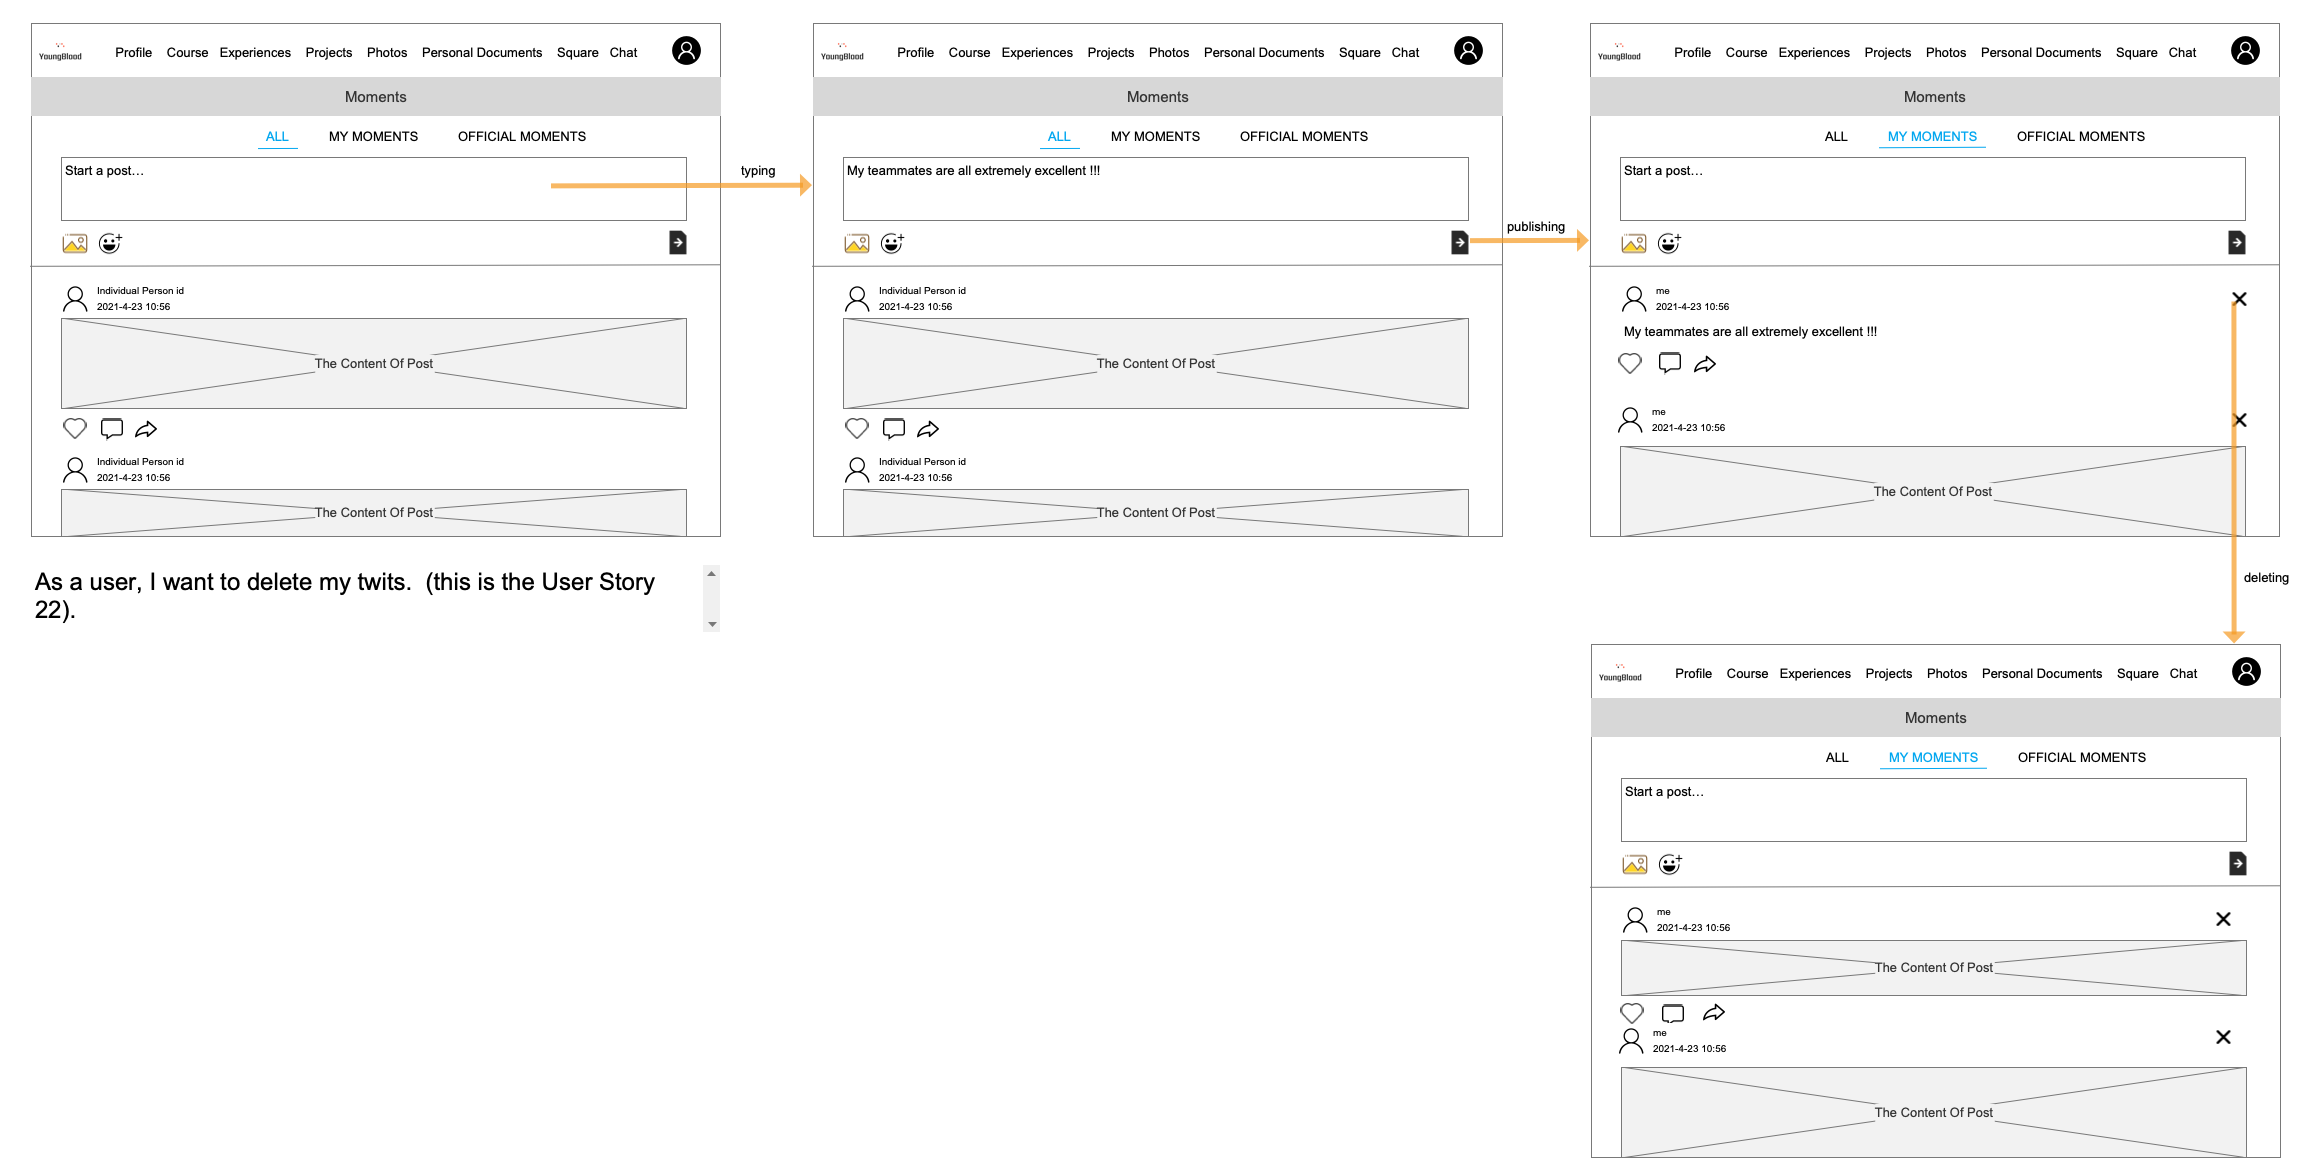 YoungBlood Profile Course Experiences Projects Photos Personal Documents Square Chat
Moments
ALL MY MOMENTS OFFICIAL MOMENTS
Start a post…
Individual Person id
2021-4-23 10:56
The Content Of Post
Individual Person id
2021-4-23 10:56
The Content Of Post
typing
YoungBlood Profile Course Experiences Projects Photos Personal Documents Square Chat
Moments
ALL MY MOMENTS OFFICIAL MOMENTS
My teammates are all extremely excellent !!!
Individual Person id
2021-4-23 10:56
The Content Of Post
Individual Person id
2021-4-23 10:56
The Content Of Post
publishing
YoungBlood Profile Course Experiences Projects Photos Personal Documents Square Chat
Moments
ALL MY MOMENTS OFFICIAL MOMENTS
Start a post…
me
2021-4-23 10:56
My teammates are all extremely excellent !!!
me
2021-4-23 10:56
The Content Of Post
As a user, I want to delete my twits.  (this is the User Story
22).
deleting
YoungBlood Profile Course Experiences Projects Photos Personal Documents Square Chat
Moments
ALL MY MOMENTS OFFICIAL MOMENTS
Start a post…
me
2021-4-23 10:56
The Content Of Post
me
2021-4-23 10:56
The Content Of Post